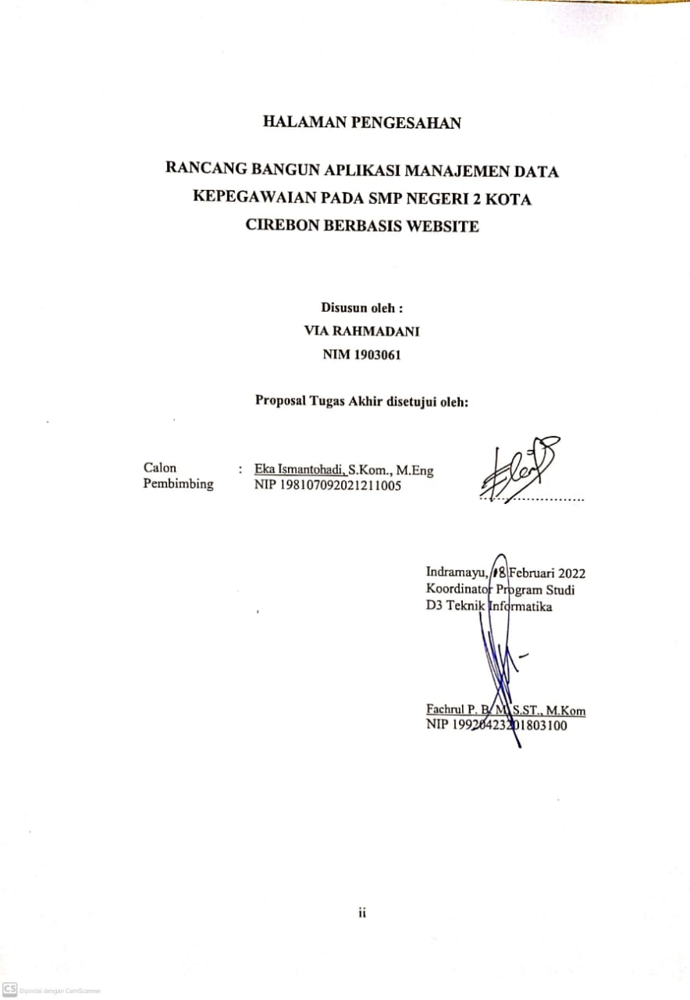 HALAMAN PENGESAHAN
RANCANG BANGUN APLIKASI MANAJEMEN DATA
KEPEGAWAIAN PADA SMP NEGERI 2 KOTA
CIREBON BERBASIS WEBSITE
Disusun oleh :
VIA RAHMADANI
NIM 1903061
Proposal Tugas Akhir disetujui oleh:
Calon : Eka Ismantohadi, S.Kom., M.Eng
Pembimbing NIP 198107092021211005
Indramayu, 18 Februari 2022
Koordinator Program Studi
D3 Teknik Informatika
Fachrul P. B. M, S.ST., M.Kom
NIP 19920423201803100
ii
CS Dipindai dengan CamScanner